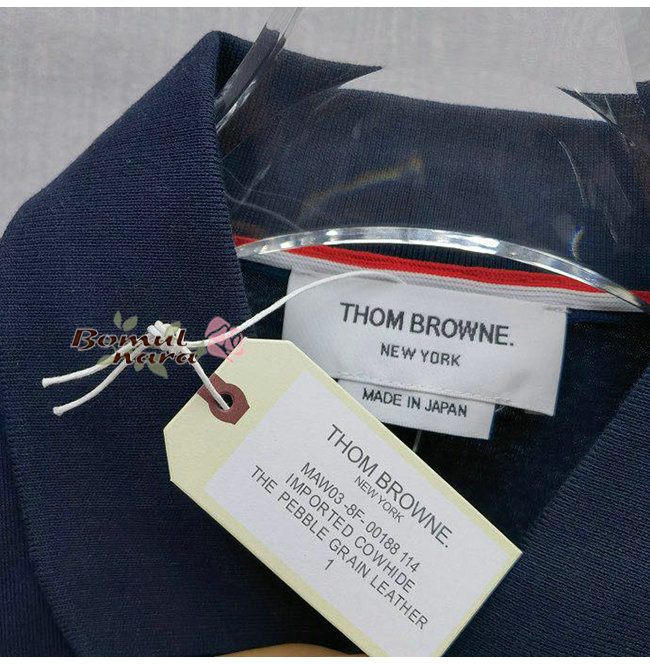 Bomul
nara
THOM BROWNE.
NEW YORK
MADE IN JAPAN
THOM BROWNE.
NEW YORK
MAW03 -8F- 00188 114
IMPORTED COWHIDE
THE PEBBLE GRAIN LEATHER
1